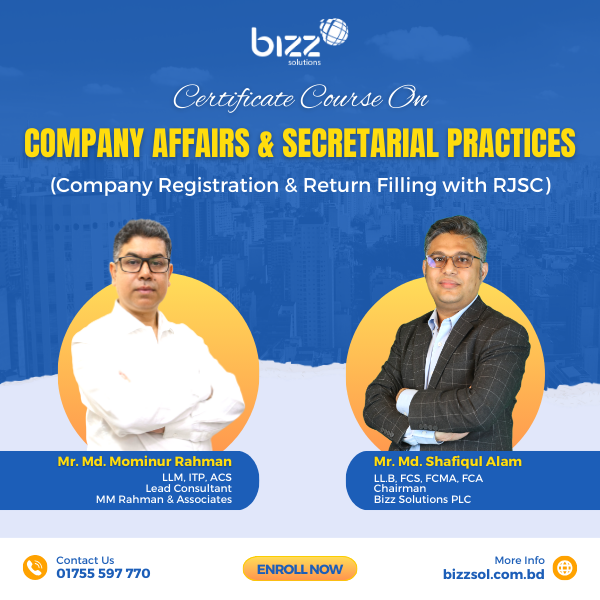 bizz
solutions
Certificate Course On
COMPANY AFFAIRS & SECRETARIAL PRACTICES
(Company Registration & Return Filling with RJSC)
Mr. Md. Mominur Rahman
LLM, ITP, ACS
Lead Consultant
MM Rahman & Associates
Mr. Md. Shafiqul Alam
LL.B, FCS, FCMA, FCA
Chairman
Bizz Solutions PLC
Contact Us
01755 597 770
ENROLL NOW
More Info
bizzsol.com.bd